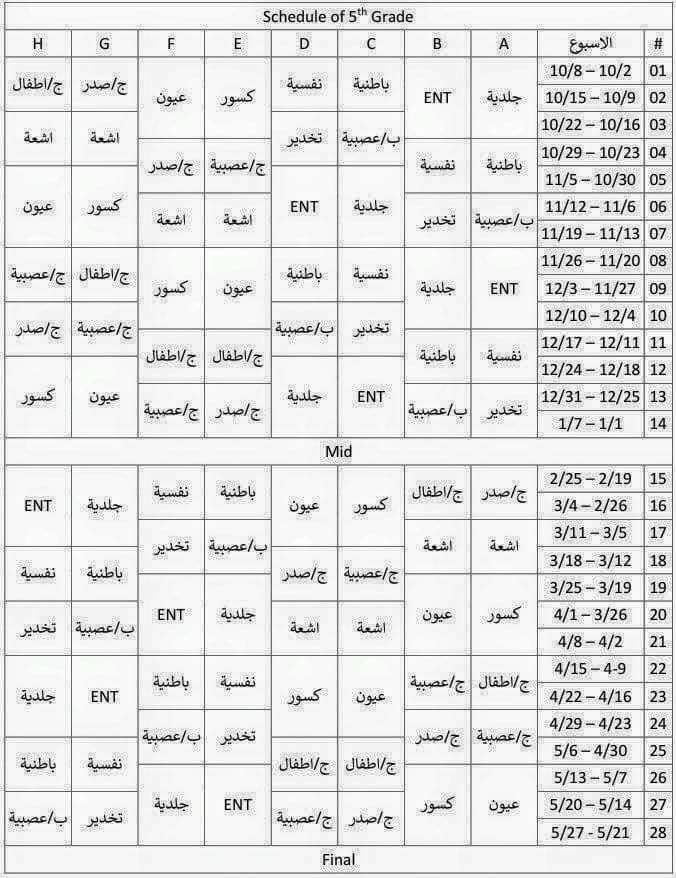 Schedule of 5th Grade
# الاسبوع A B C D E F G H
01 10/8 – 10/2 جلدية ENT باطنية نفسية كسور عيون ج/صدر ج/اطفال
02 10/15 – 10/9
03 10/22 – 10/16 ب/عصبية تخدير اشعة اشعة
04 10/29 – 10/23 باطنية نفسية ج/عصبية ج/صدر
05 11/5 – 10/30 جلدية ENT كسور عيون
06 11/12 – 11/6 ب/عصبية تخدير اشعة اشعة
07 11/19 – 11/13
08 11/26 – 11/20 ENT جلدية نفسية باطنية عيون كسور ج/اطفال ج/عصبية
09 12/3 – 11/27
10 12/10 – 12/4 تخدير ب/عصبية ج/عصبية ج/صدر
11 12/17 – 12/11 نفسية باطنية ج/اطفال ج/اطفال
12 12/24 – 12/18 ENT جلدية عيون كسور
13 12/31 – 12/25 تخدير ب/عصبية ج/صدر ج/عصبية
14 1/7 – 1/1
Mid
15 2/25 – 2/19 ج/صدر ج/اطفال كسور عيون باطنية نفسية جلدية ENT
16 3/4 – 2/26
17 3/11 – 3/5 اشعة اشعة ب/عصبية تخدير
18 3/18 – 3/12 ج/عصبية ج/صدر باطنية نفسية
19 3/25 – 3/19 كسور عيون جلدية ENT
20 4/1 – 3/26 اشعة اشعة ب/عصبية تخدير
21 4/8 – 4/2
22 4/15 – 4-9 ج/اطفال ج/عصبية عيون كسور نفسية باطنية ENT جلدية
23 4/22 – 4/16
24 4/29 – 4/23 ج/عصبية ج/صدر تخدير ب/عصبية
25 5/6 – 4/30 ج/اطفال ج/اطفال نفسية باطنية
26 5/13 – 5/7 عيون كسور ENT جلدية
27 5/20 – 5/14 ج/صدر ج/عصبية تخدير ب/عصبية
28 5/27 - 5/21
Final